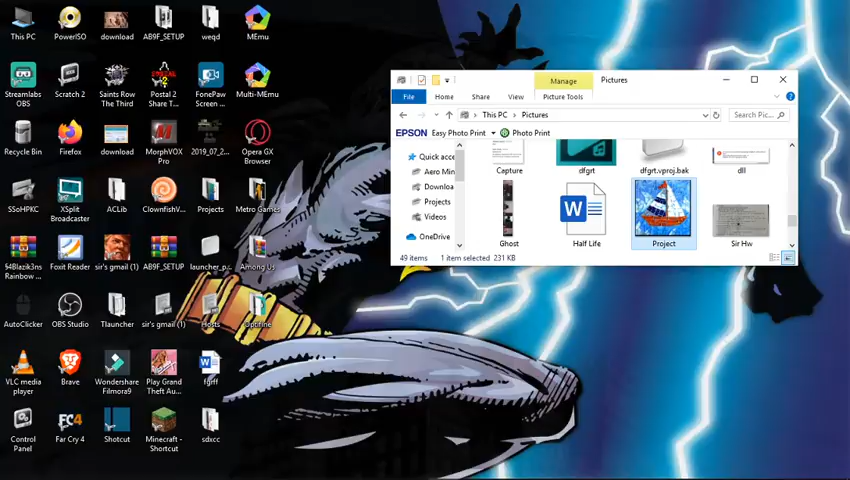 This PC
PowerISO
download
AB9F_SETUP
weqd
MEmu
Streamlabs
OBS
Scratch 2
Saints Row
The Third
Postal 2
Share T...
FonePaw
Screen ...
Multi-MEmu
Recycle Bin
Firefox
download
MorphVOX
Pro
2019_07_2...
Opera GX
Browser
SSoHPKC
XSplit
Broadcaster
ACLib
ClownfishV...
Projects
Metro Games
§4Blazik3ns
Rainbow ...
Foxit Reader
sir's gmail (1)
AB9F_SETUP
launcher_p...
Among Us
AutoClicker
OBS Studio
Tlauncher
sir's gmail (1)
Hosts
Optifine
VLC media
player
Brave
Wondershare
Filmora9
Play Grand
Theft Au...
fgrff
Control
Panel
FC4
Far Cry 4
Shotcut
Minecraft -
Shortcut
sdxcc
Manage
Pictures
File
Home
Share
View
Picture Tools
This PC
Pictures
Search Pic...
EPSON
Easy Photo Print
Photo Print
Quick acce
Aero Min
Downloa
Projects
Videos
OneDrive
Capture
dfgrt
dfgrt.vproj.bak
dll
Ghost
W
Half Life
Project
Sir Hw
49 items
1 item selected 231 KB